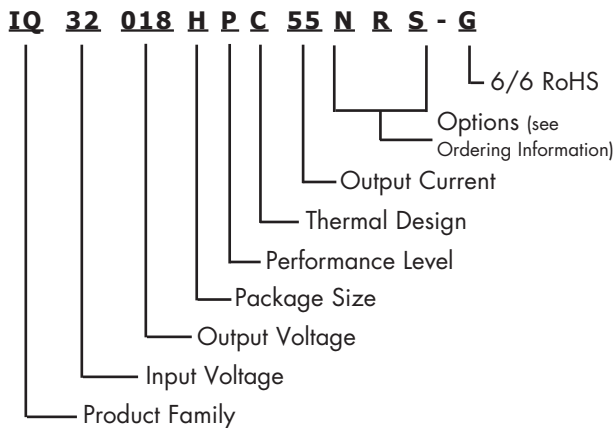 IQ 32 018 H P C 55 N R S - G
6/6 RoHS
Options (see
Ordering Information)
Output Current
Thermal Design
Performance Level
Package Size
Output Voltage
Input Voltage
Product Family